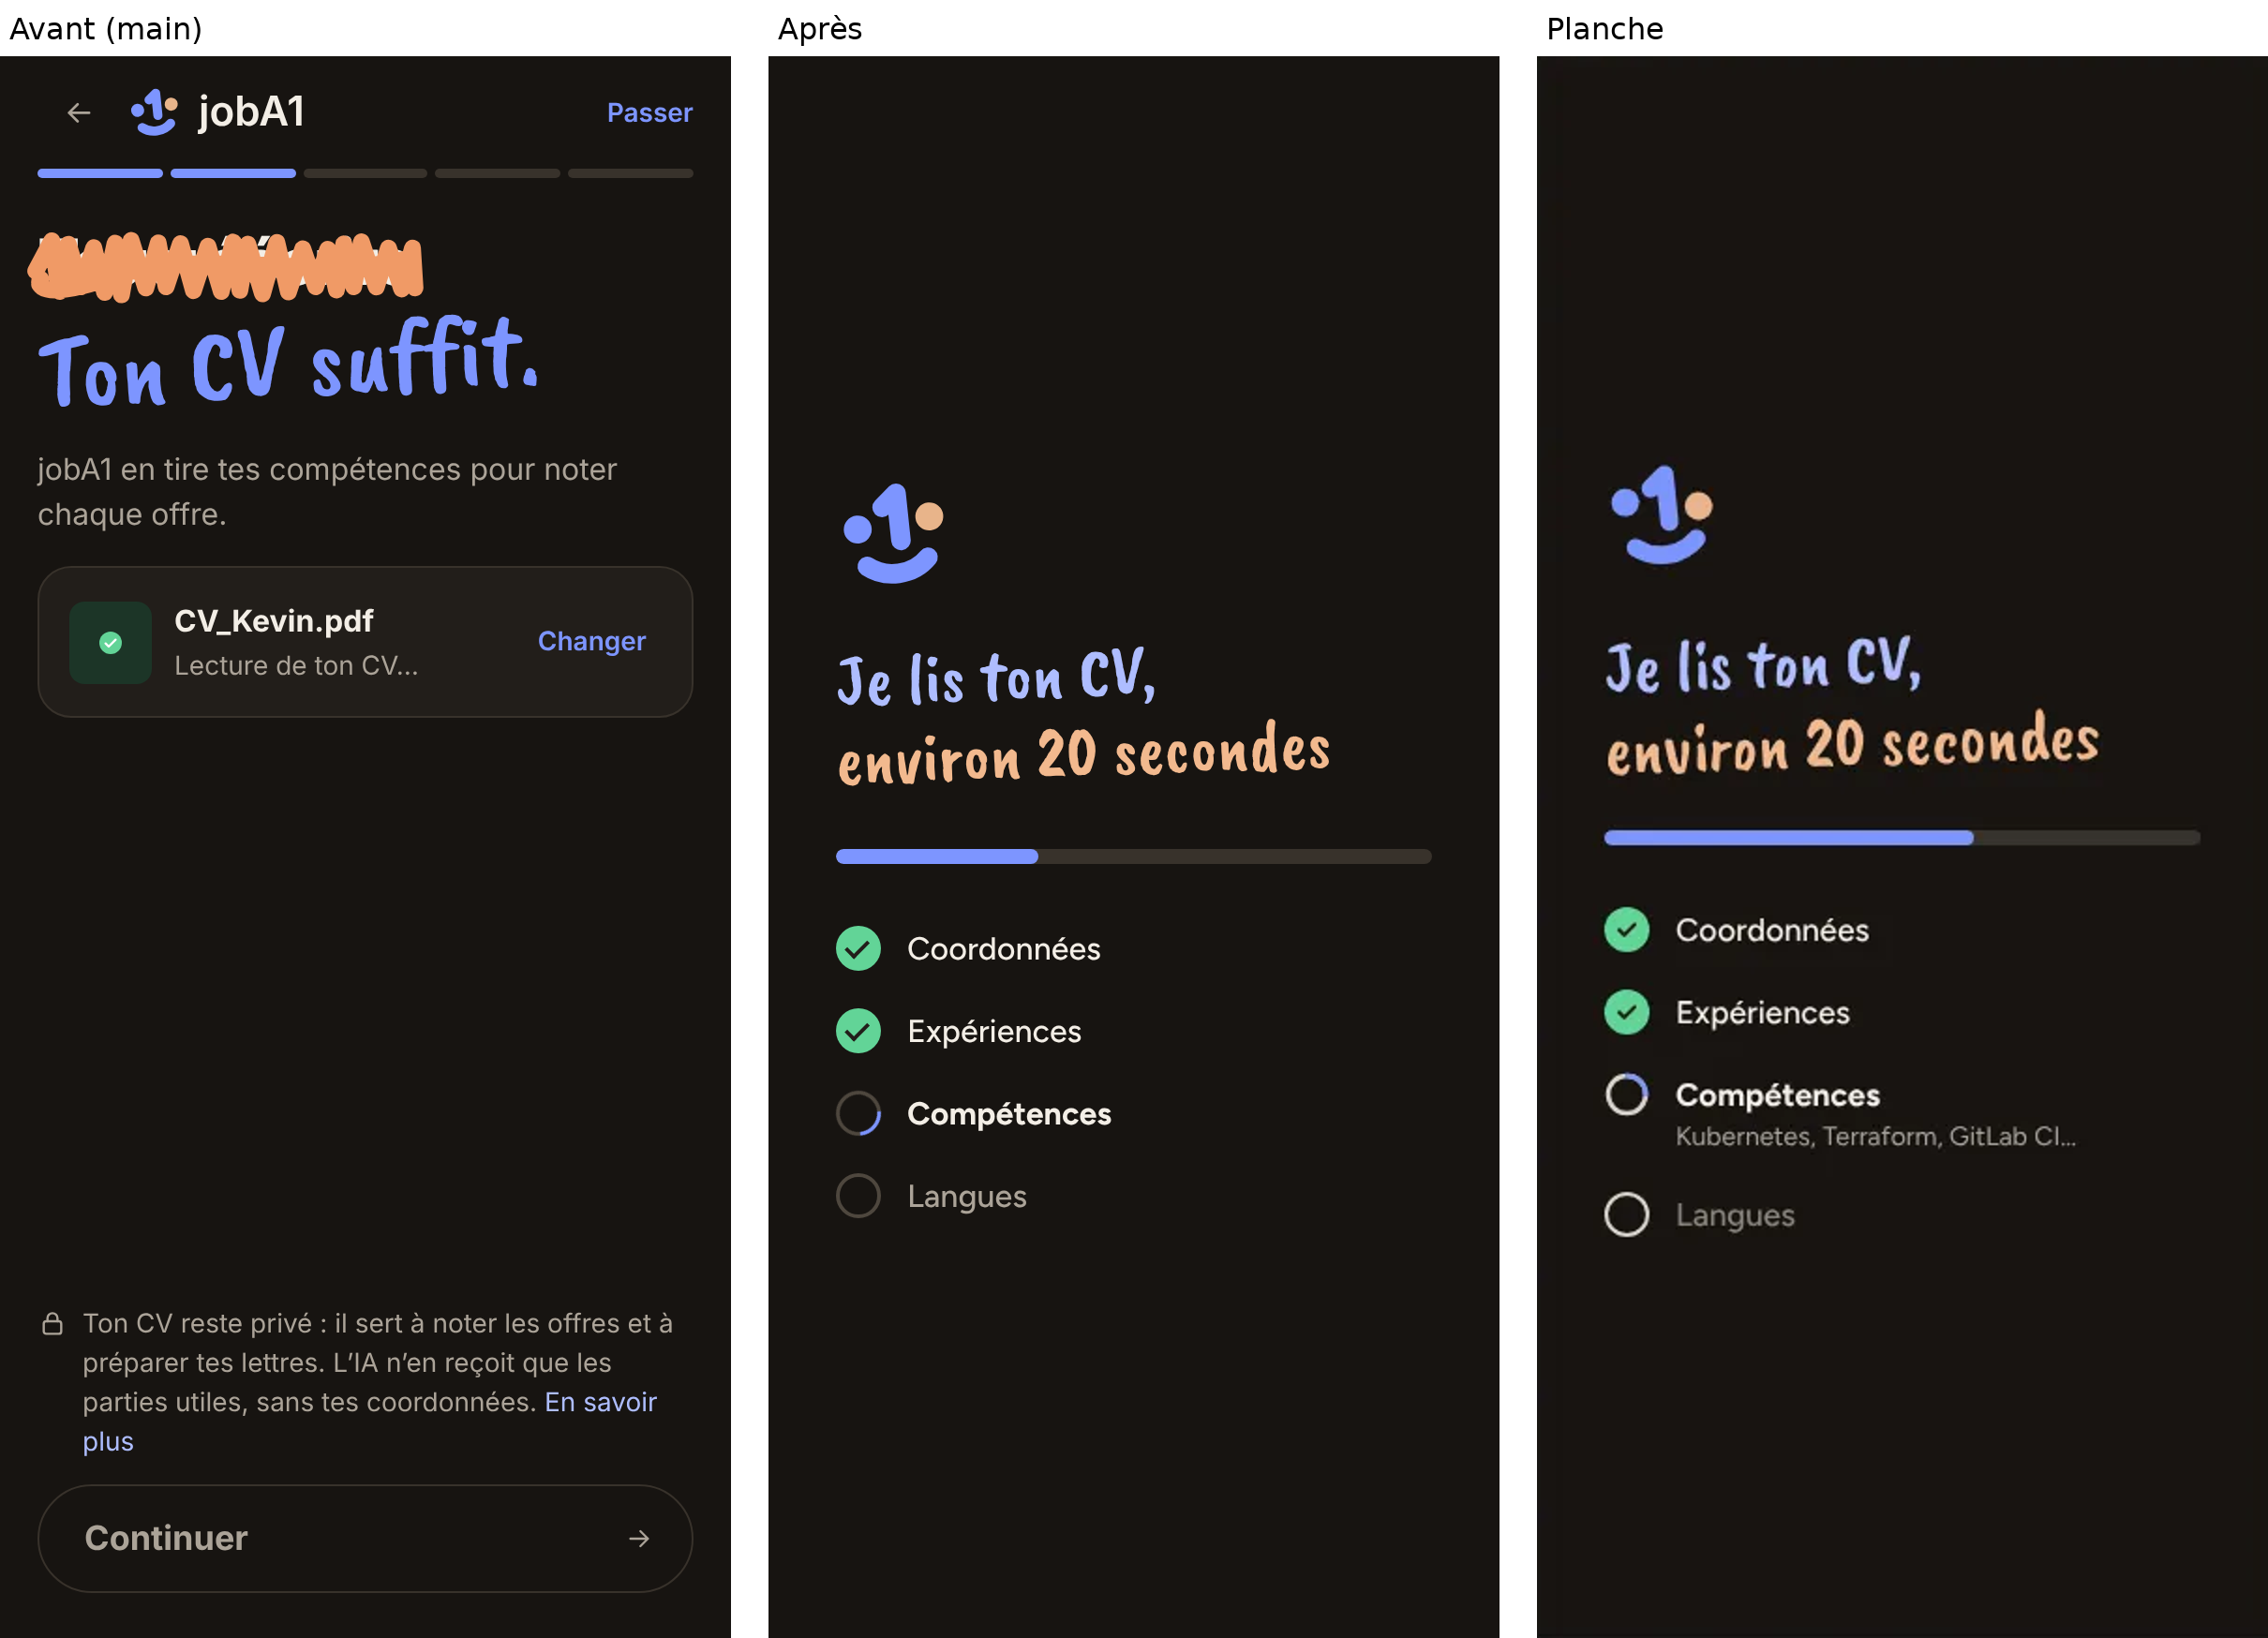 Avant (main)
jobA1
Passer
Ton CV suffit.
jobA1 en tire tes compétences pour noter
chaque offre.
CV_Kevin.pdf
Lecture de ton CV...
Changer
Ton CV reste privé : il sert à noter les offres et à
préparer tes lettres. L’IA n’en reçoit que les
parties utiles, sans tes coordonnées. En savoir
plus
Continuer
Après
Je lis ton CV,
environ 20 secondes
Coordonnées
Expériences
Compétences
Langues
Planche
Je lis ton CV,
environ 20 secondes
Coordonnées
Expériences
Compétences
Kubernetes, Terraform, GitLab CI...
Langues